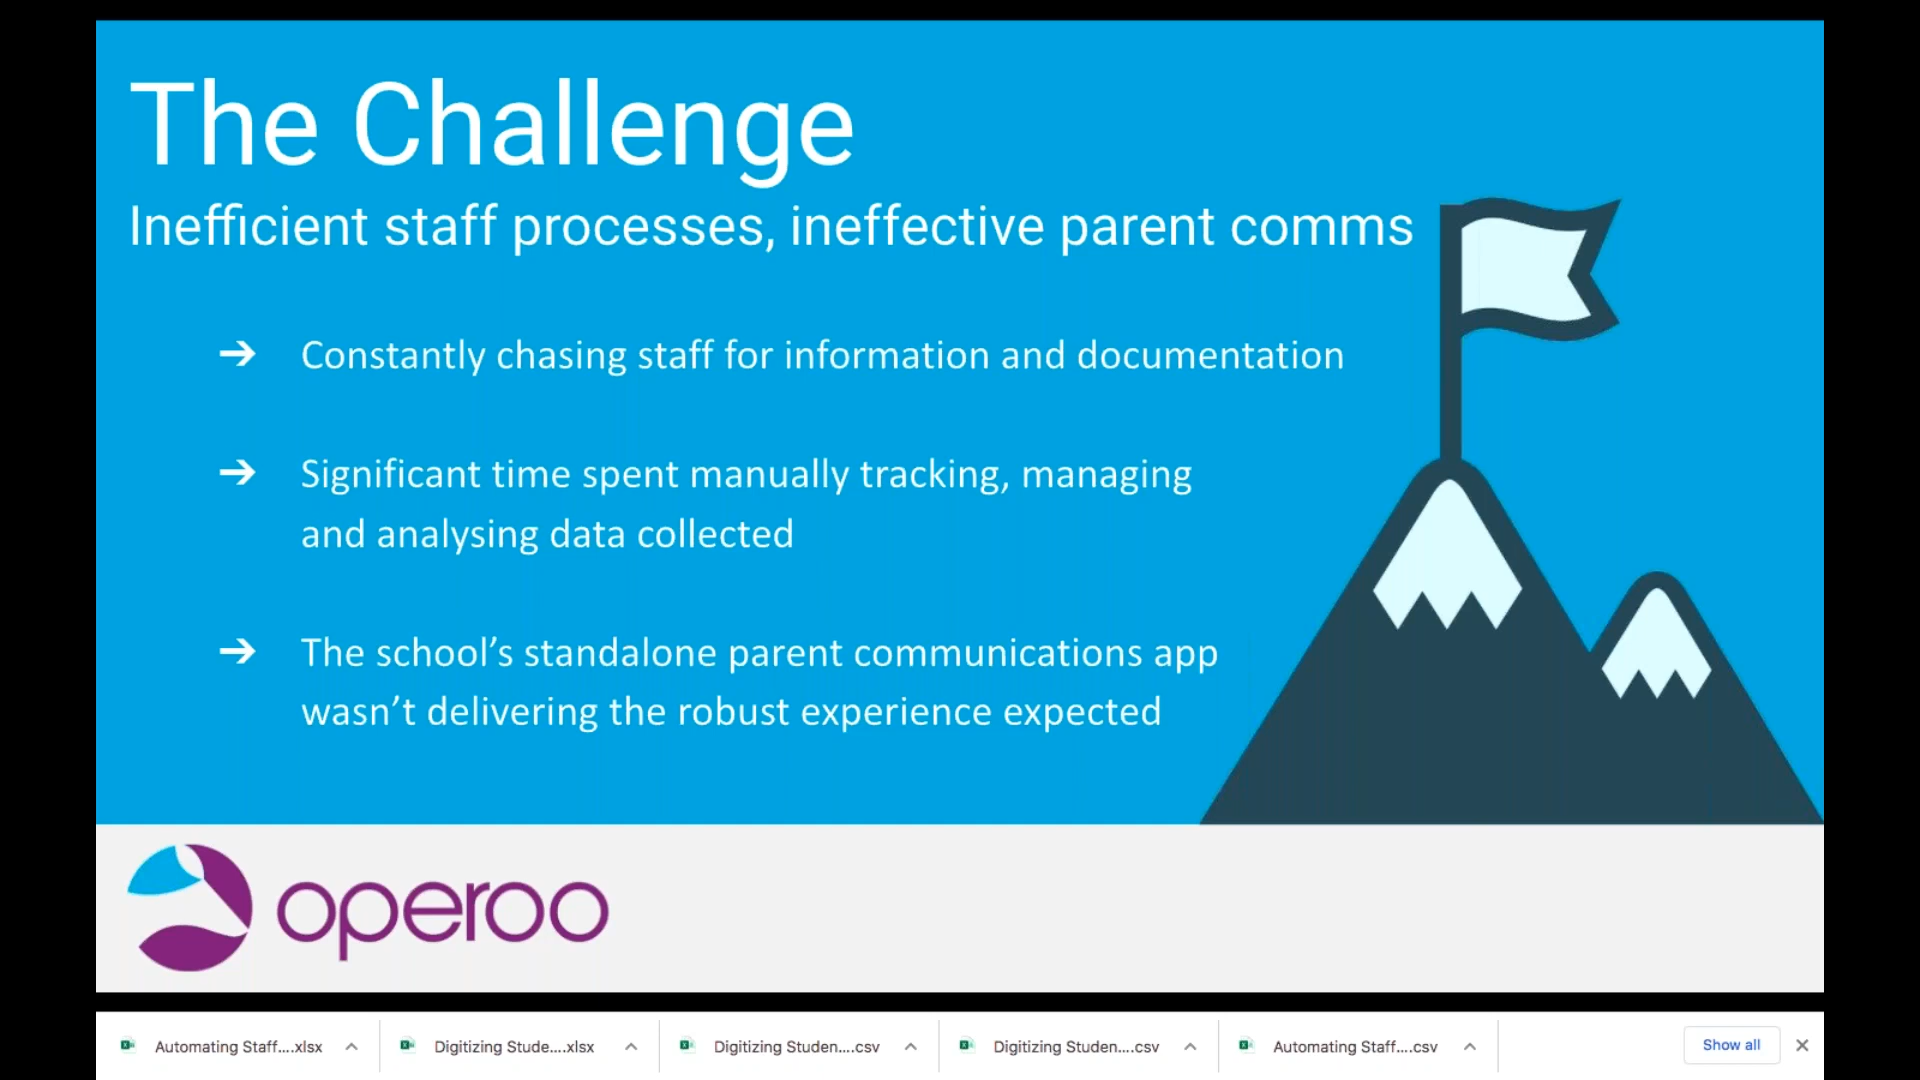 The Challenge
Inefficient staff processes, ineffective parent comms
➔ Constantly chasing staff for information and documentation
➔ Significant time spent manually tracking, managing
and analysing data collected
➔ The school’s standalone parent communications app
wasn’t delivering the robust experience expected
operoo
Automating Staff....xlsx
Digitizing Stude....xlsx
Digitizing Studen....csv
Digitizing Studen....csv
Automating Staff....csv
Show all